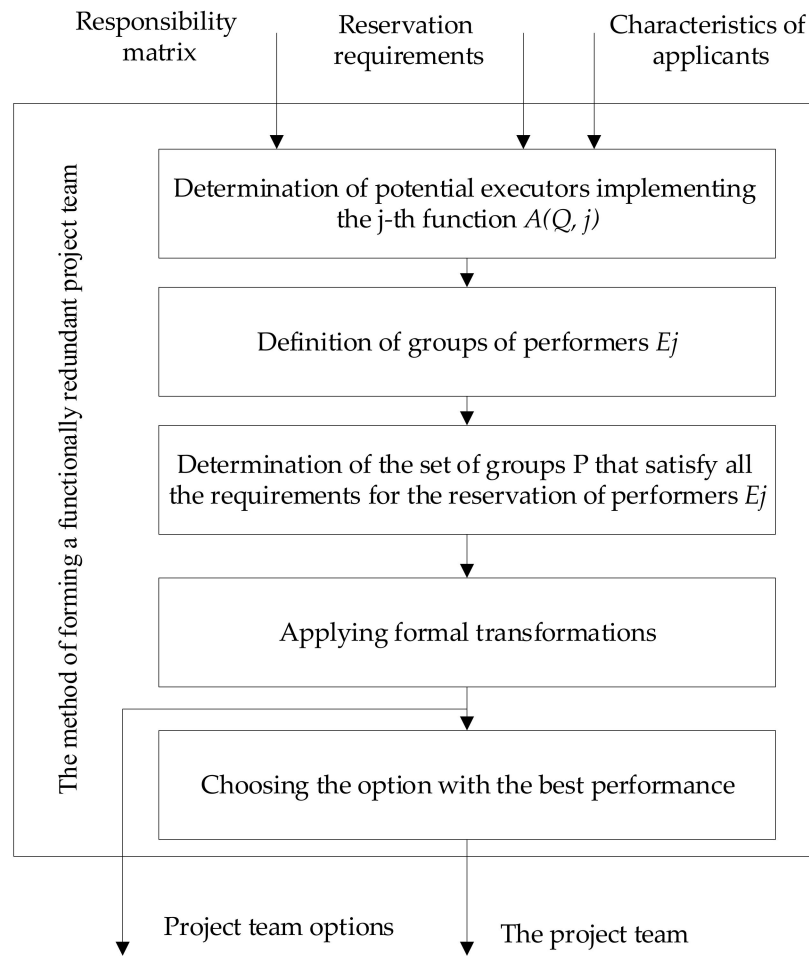 Responsibility
matrix
Reservation
requirements
Characteristics of
applicants
The method of forming a functionally redundant project team
Determination of potential executors implementing
the j-th function A(Q, j)
Definition of groups of performers Ej
Determination of the set of groups P that satisfy all
the requirements for the reservation of performers Ej
Applying formal transformations
Choosing the option with the best performance
Project team options
The project team